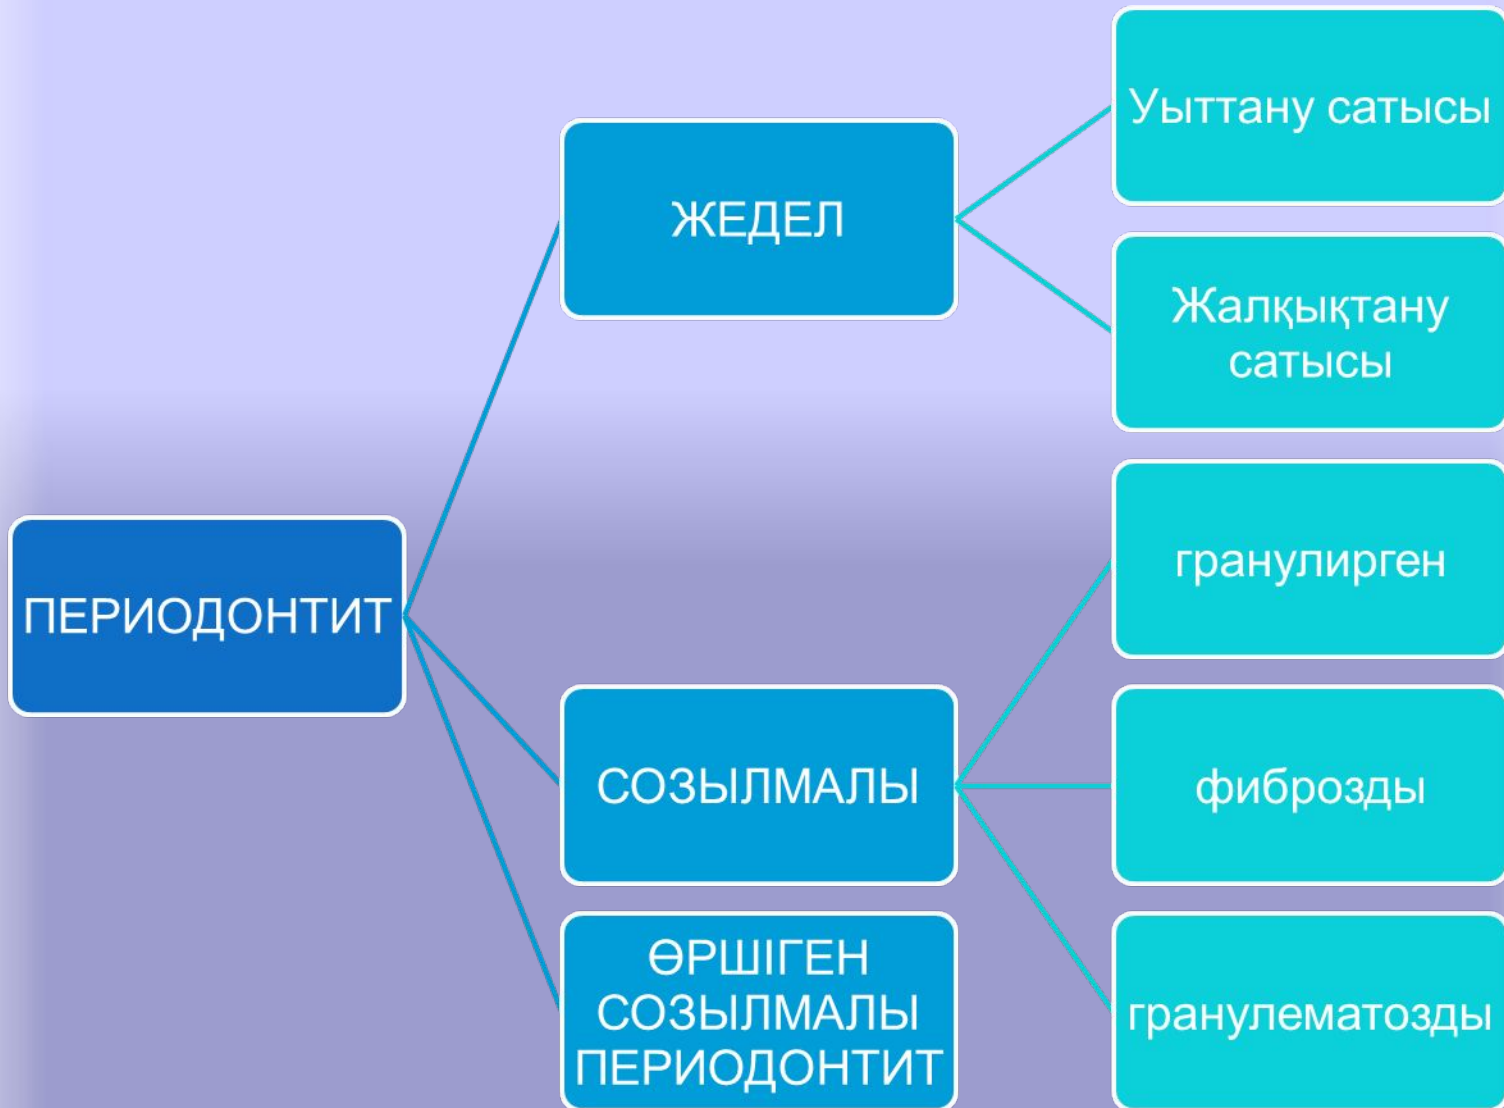 ПЕРИОДОНТИТ
ЖЕДЕЛ
Уыттану сатысы
Жалқықтану
сатысы
СОЗЫЛМАЛЫ
гранулирген
фиброзды
гранулематозды
ӨРШІГЕН
СОЗЫЛМАЛЫ
ПЕРИОДОНТИТ